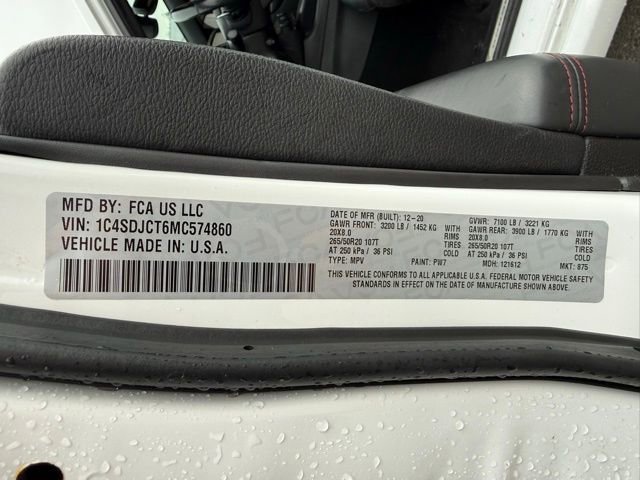 MFD BY: FCA US LLC
VIN: 1C4SDJCT6MC574860
VEHICLE MADE IN: U.S.A.
DATE OF MFR (BUILT): 12-20 GVWR: 7100 LB / 3221 KG
GAWR FRONT: 3200 LB / 1452 KG WITH GAWR REAR: 3900 LB / 1770 KG WITH
20X8.0 RIMS 20X8.0 RIMS
265/50R20 107T TIRES 265/50R20 107T TIRES
AT 250 kPa / 36 PSI COLD AT 250 kPa / 36 PSI COLD
TYPE: MPV PAINT: PW7 MDH: 121612 MKT: 875
THIS VEHICLE CONFORMS TO ALL APPLICABLE U.S.A. FEDERAL MOTOR VEHICLE SAFETY
STANDARDS IN EFFECT ON THE DATE OF MANUFACTURE SHOWN ABOVE.